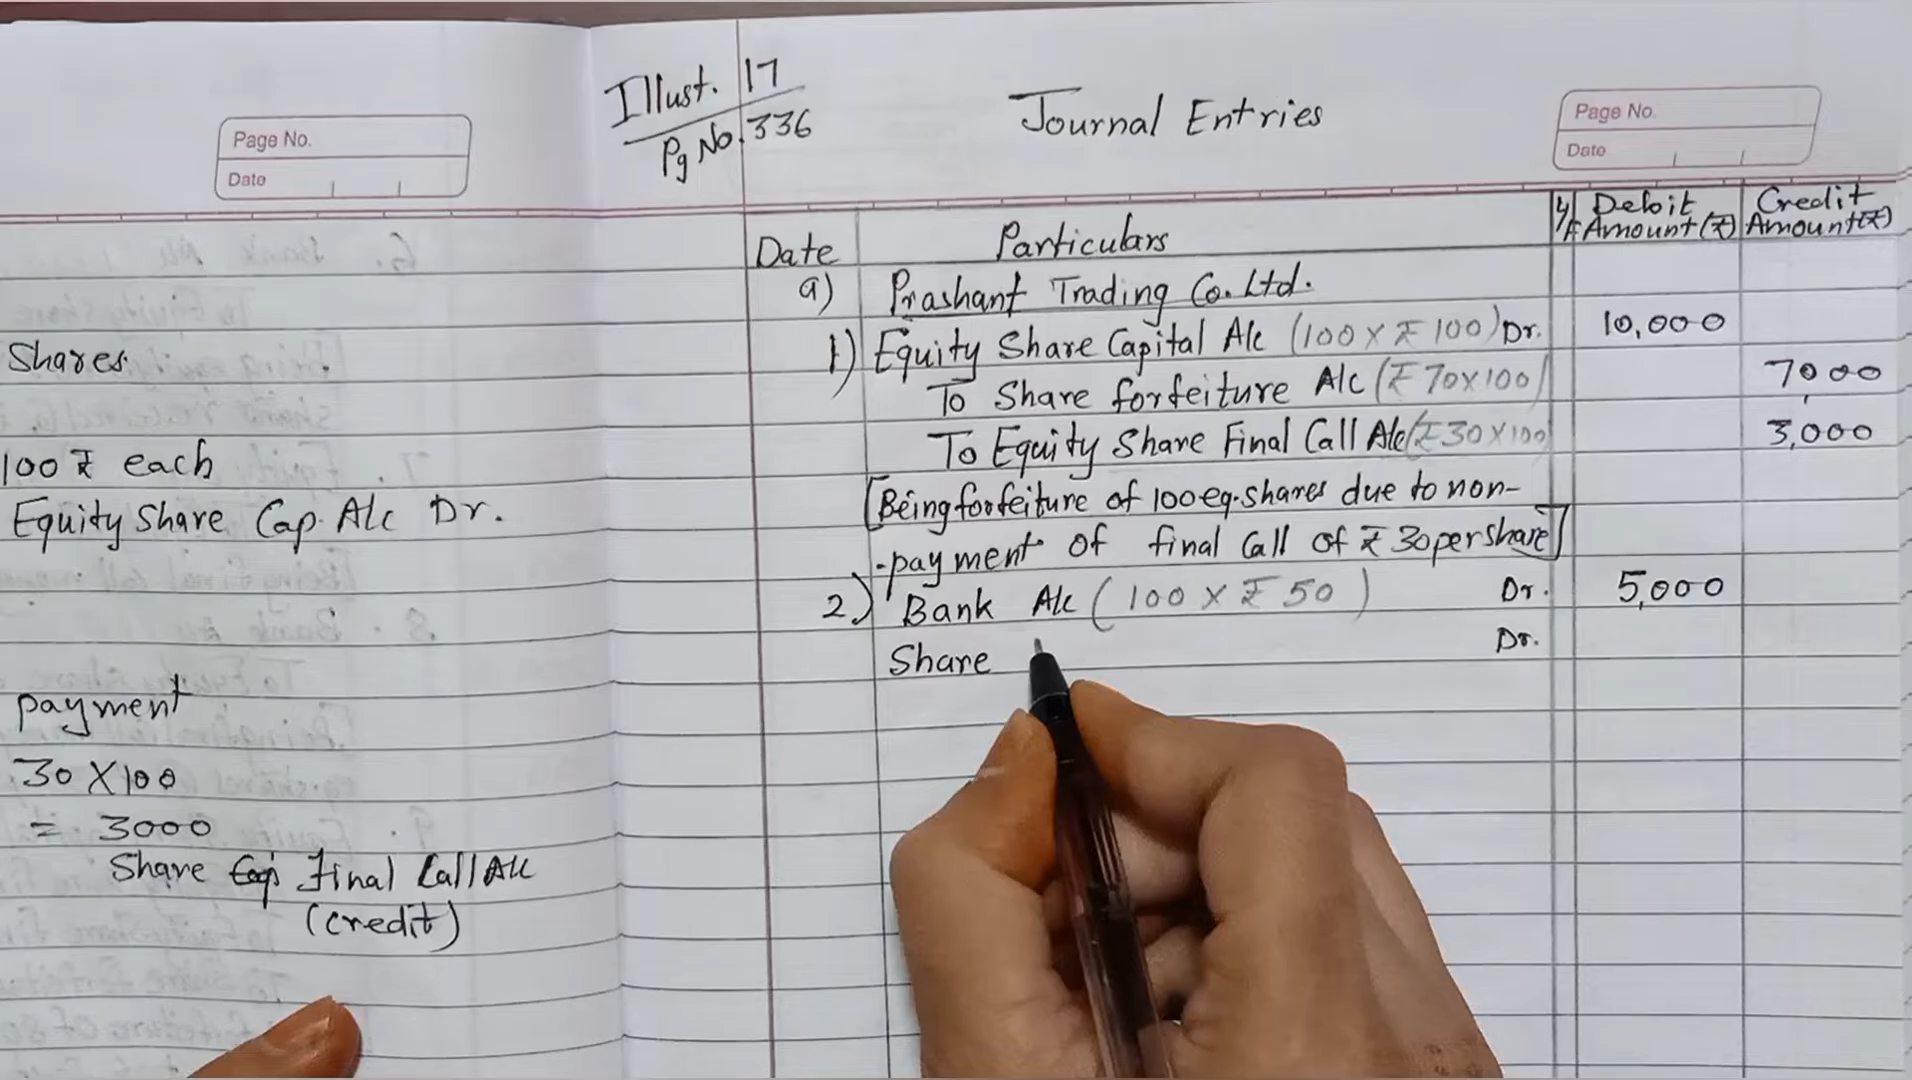 Page No.
Date
Shares.
100 ₹ each
Equity Share Cap. A/c Dr.
payment
30 X 100
= 3000
Share Final Call A/c
(credit)
Illust. 17
Pg No. 336
Journal Entries
Page No.
Date
Date Particulars Debit Amount (₹) Credit Amount (₹)
a) Prashant Trading Co. Ltd.
1) Equity Share Capital A/c (100 X ₹ 100) Dr. 10,000
To Share forfeiture A/c (₹ 70 X 100) 7,000
To Equity Share Final Call A/c (₹ 30 X 100 3,000
[Being forfeiture of 100 eq. shares due to non-
-payment of final Call of ₹ 30 per share]
2) Bank A/c (100 X ₹ 50) Dr. 5,000
Share Dr.